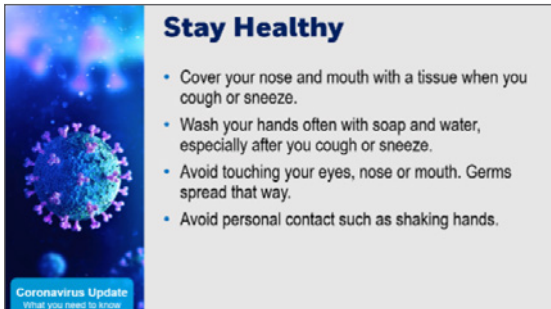 Stay Healthy
• Cover your nose and mouth with a tissue when you
cough or sneeze.
• Wash your hands often with soap and water,
especially after you cough or sneeze.
• Avoid touching your eyes, nose or mouth. Germs
spread that way.
• Avoid personal contact such as shaking hands.
Coronavirus Update
What you need to know